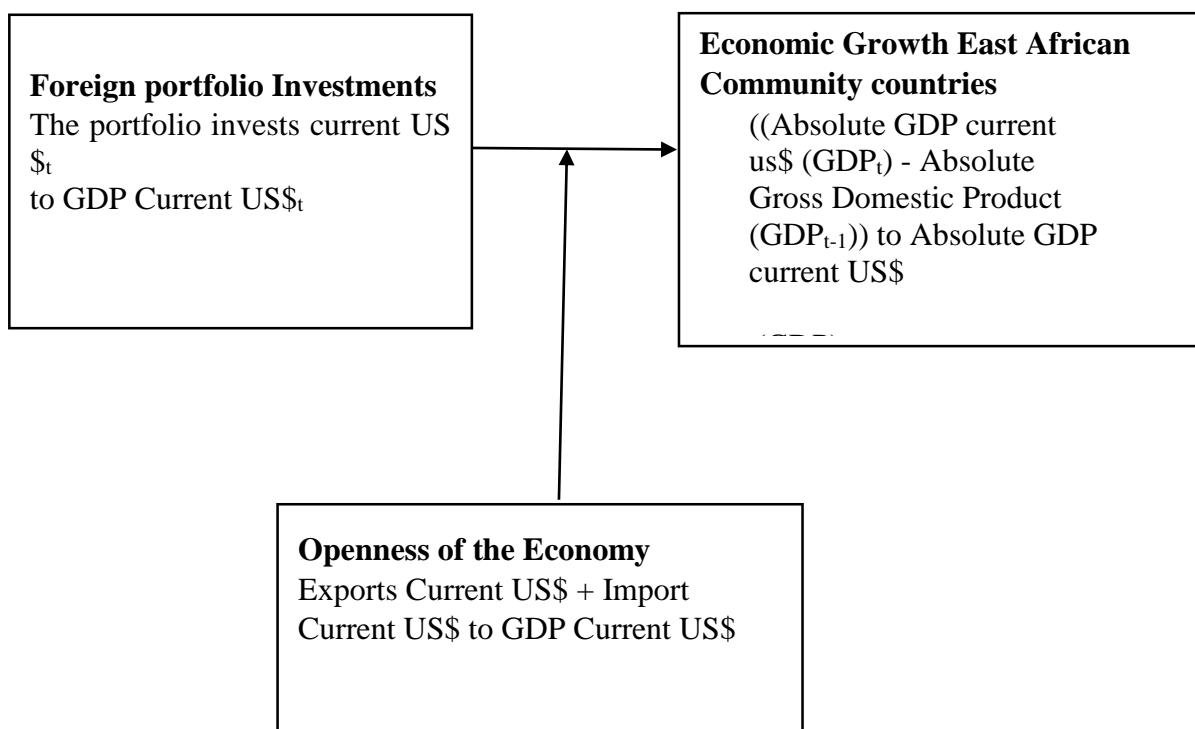 Foreign portfolio Investments
The portfolio invests current US
$t
to GDP Current US$t
Economic Growth East African
Community countries
((Absolute GDP current
us$ (GDPt) - Absolute
Gross Domestic Product
(GDPt-1)) to Absolute GDP
current US$
Openness of the Economy
Exports Current US$ + Import
Current US$ to GDP Current US$